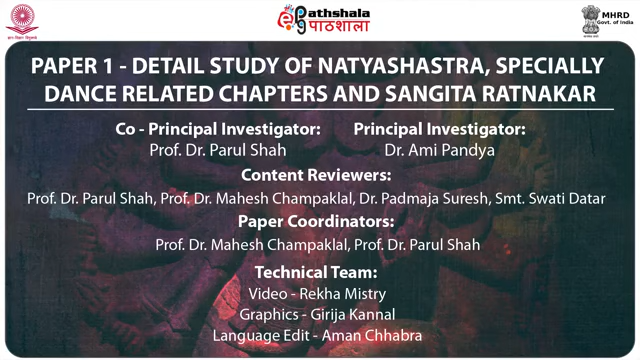 ePathshala
पाठशाला
MHRD
Govt. of India
PAPER 1 - DETAIL STUDY OF NATYASHASTRA, SPECIALLY
DANCE RELATED CHAPTERS AND SANGITA RATNAKAR
Co - Principal Investigator:
Prof. Dr. Parul Shah
Principal Investigator:
Dr. Ami Pandya
Content Reviewers:
Prof. Dr. Parul Shah, Prof. Dr. Mahesh Champaklal, Dr. Padmaja Suresh, Smt. Swati Datar
Paper Coordinators:
Prof. Dr. Mahesh Champaklal, Prof. Dr. Parul Shah
Technical Team:
Video - Rekha Mistry
Graphics - Girija Kannal
Language Edit - Aman Chhabra